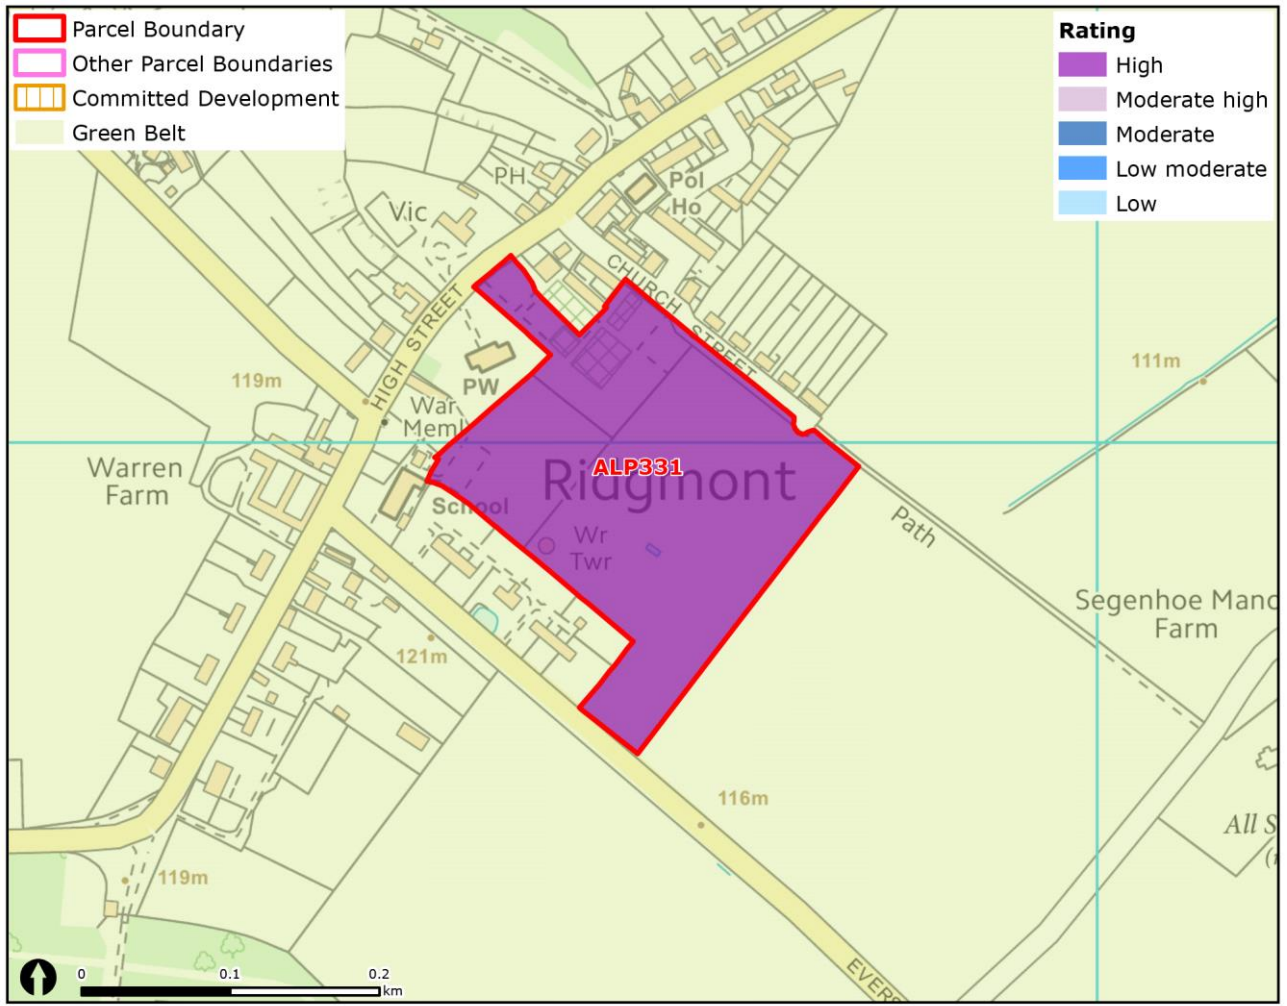 Parcel Boundary
Other Parcel Boundaries
Committed Development
Green Belt
Rating
High
Moderate high
Moderate
Low moderate
Low
PH
Pol
Ho
Vic
CHURCH STREET
HIGH STREET
111m
119m
PW
War
Meml
ALP331
Ridgmont
Warren
Farm
School
Path
Wr
Twr
Segenhoe Mano
Farm
121m
116m
All S
119m
EVERS
0
0.1
0.2
km